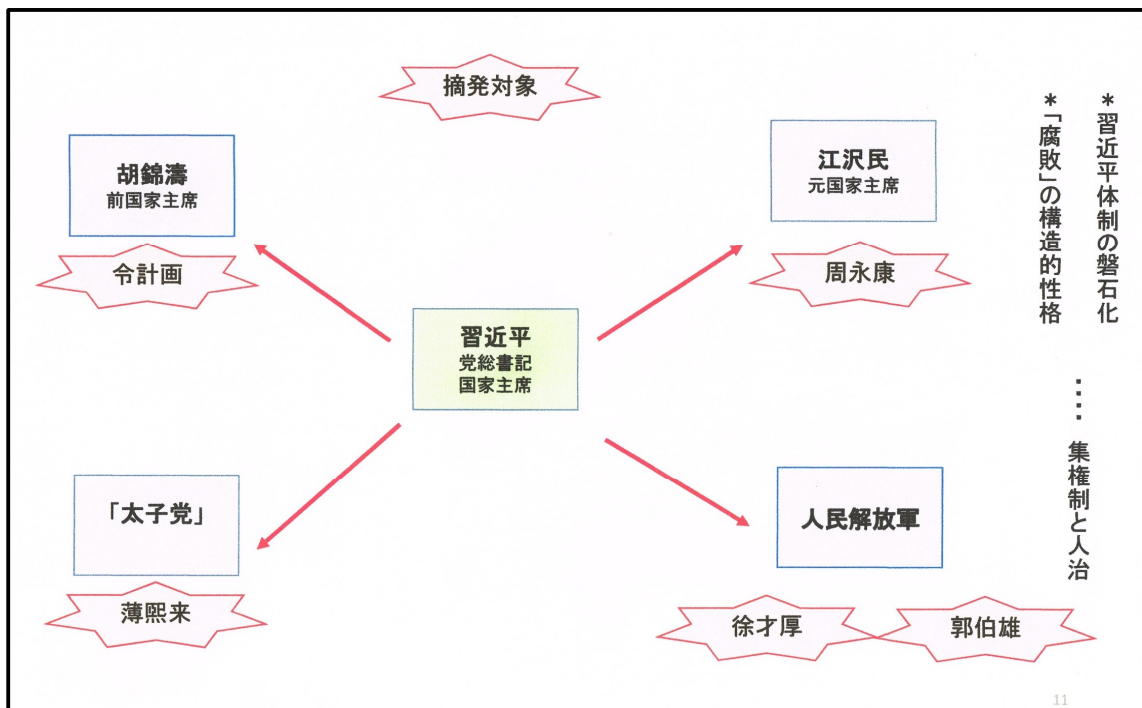 摘発対象
胡錦濤
前国家主席
令計画
江沢民
元国家主席
周永康
習近平
党総書記
国家主席
「太子党」
薄熙来
人民解放軍
徐才厚
郭伯雄
*習近平体制の磐石化
*「腐敗」の構造的性格
‥‥ 集権制と人治
11